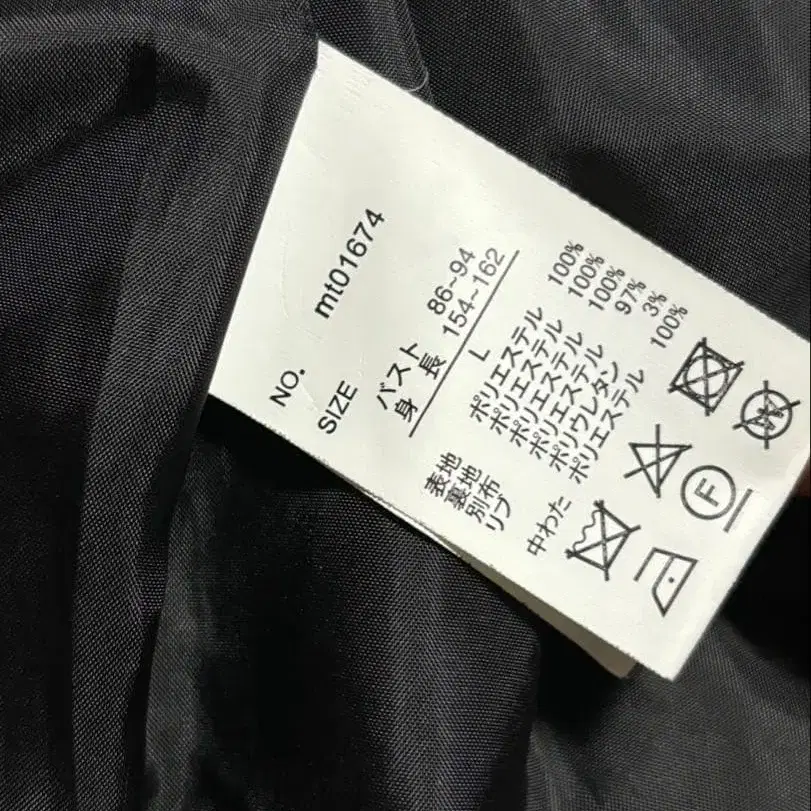 NO. mt01674
SIZE
バスト 86~94
身長 154~162
L
表地 ポリエステル 100%
裏地 ポリエステル 100%
別布 ポリエステル 100%
リブ ポリエステル 97%
ポリウレタン 3%
中わた ポリエステル 100%
F
W